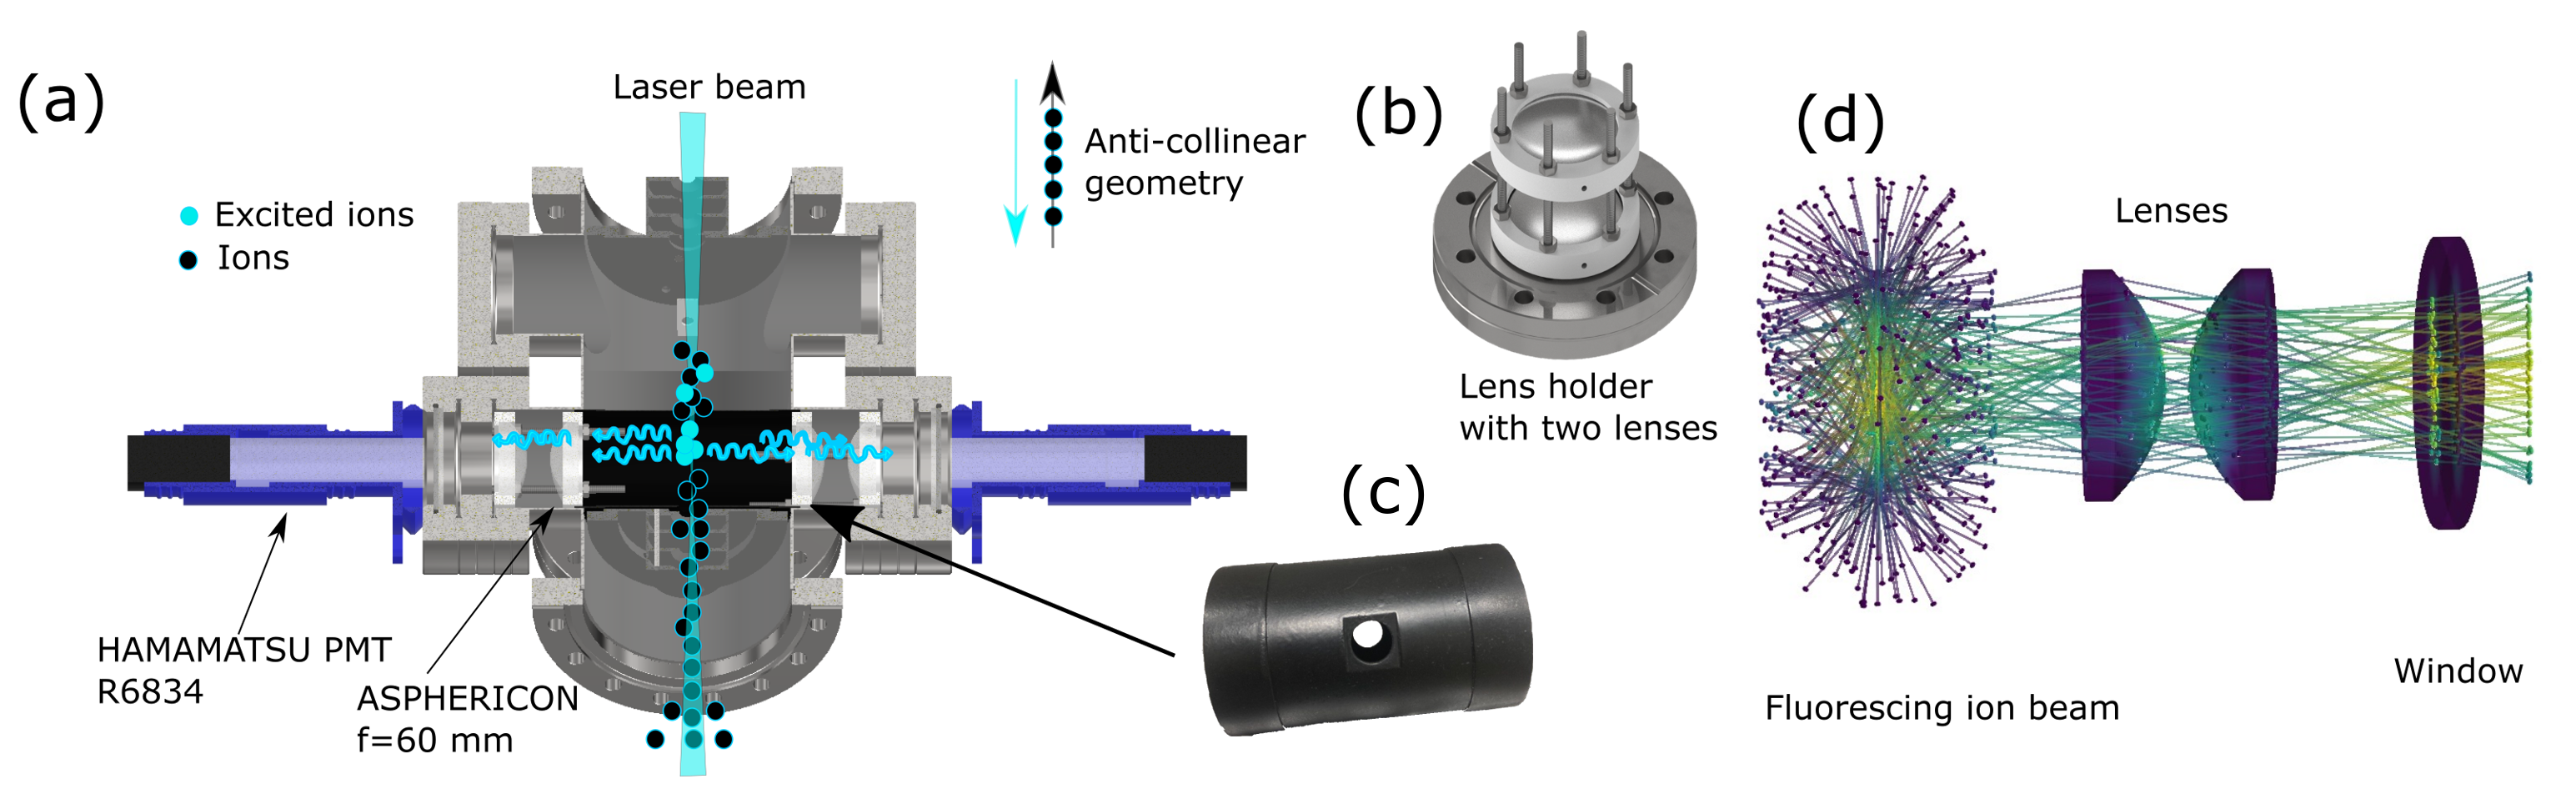 (a)
Laser beam
Excited ions
Ions
Anti-collinear
geometry
HAMAMATSU PMT
R6834
ASPHERICON
f=60 mm
(b)
Lens holder
with two lenses
(c)
(d)
Lenses
Window
Fluorescing ion beam